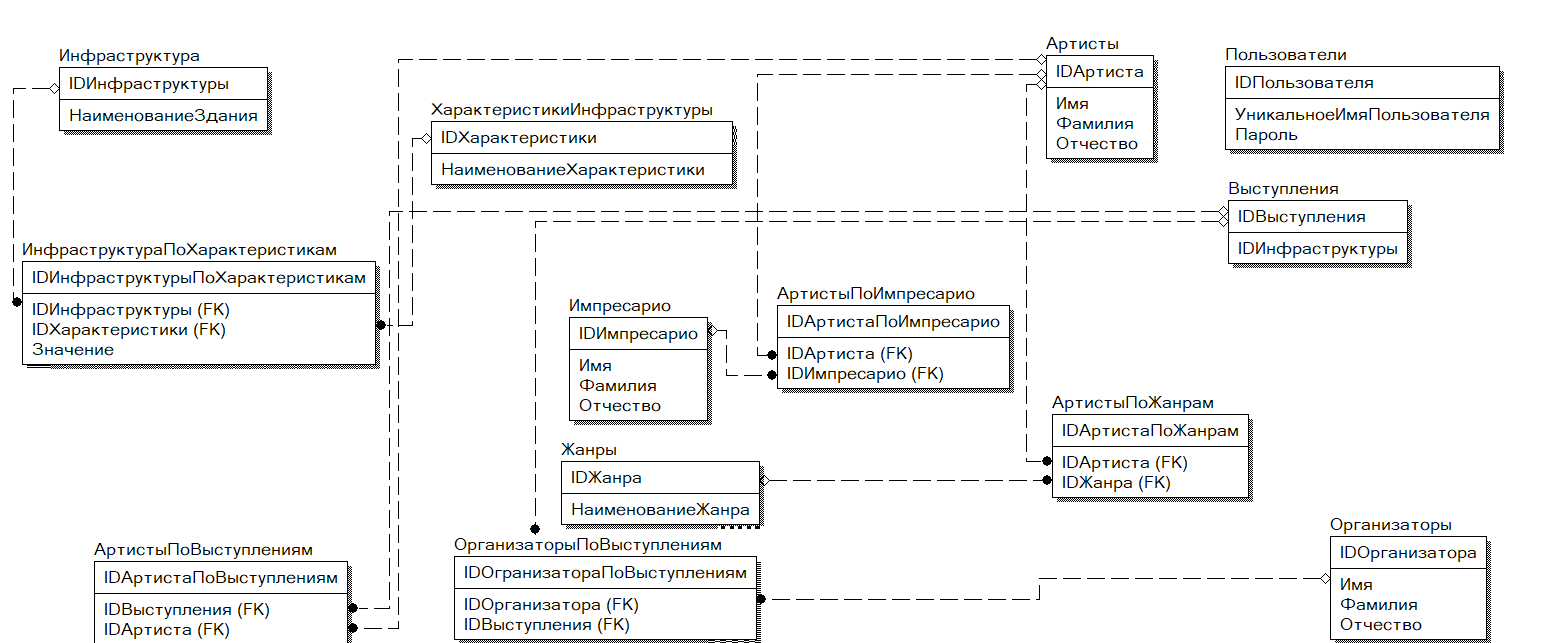 Инфраструктура
IDИнфраструктуры
НаименованиеЗдания
ХарактеристикиИнфраструктуры
IDХарактеристики
НаименованиеХарактеристики
Артисты
IDАртиста
Имя
Фамилия
Отчество
Пользователи
IDПользователя
УникальноеИмяПользователя
Пароль
Выступления
IDВыступления
IDИнфраструктуры
ИнфраструктураПоХарактеристикам
IDИнфраструктурыПоХарактеристикам
IDИнфраструктуры (FK)
IDХарактеристики (FK)
Значение
Импресарио
IDИмпресарио
Имя
Фамилия
Отчество
АртистыПоИмпресарио
IDАртистаПоИмпресарио
IDАртиста (FK)
IDИмпресарио (FK)
АртистыПоЖанрам
IDАртистаПоЖанрам
IDАртиста (FK)
IDЖанра (FK)
Жанры
IDЖанра
НаименованиеЖанра
АртистыПоВыступлениям
IDАртистаПоВыступлениям
IDВыступления (FK)
IDАртиста (FK)
ОрганизаторыПоВыступлениям
IDОгранизатораПоВыступлениям
IDОрганизатора (FK)
IDВыступления (FK)
Организаторы
IDОрганизатора
Имя
Фамилия
Отчество